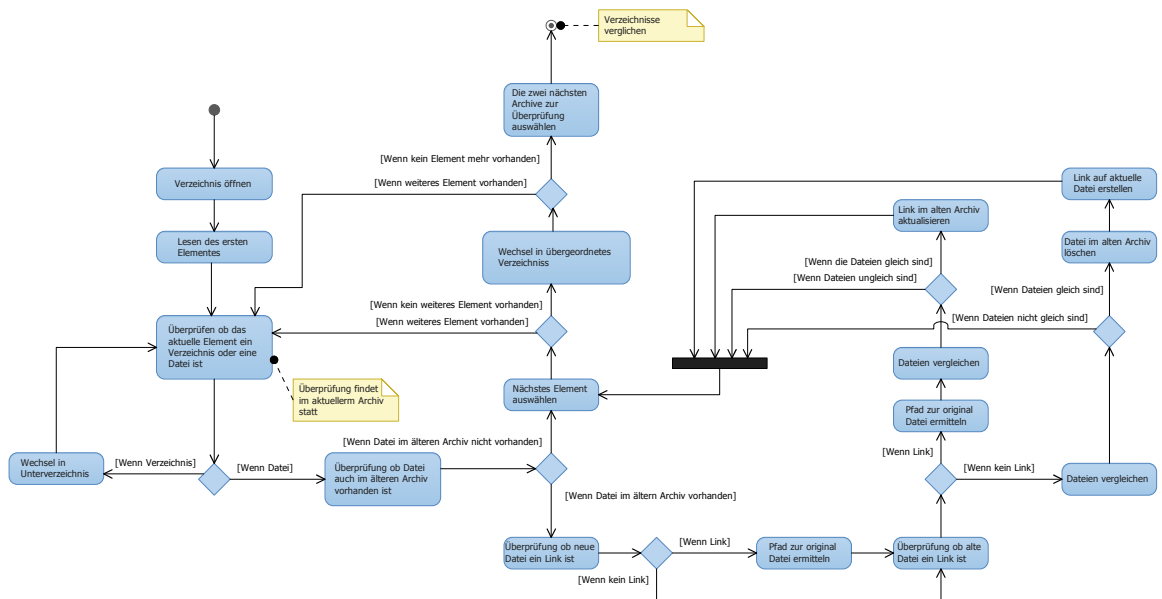 Verzeichnisse
verglichen
Die zwei nächsten
Archive zur
Überprüfung
auswählen
[Wenn kein Element mehr vorhanden]
[Wenn weiteres Element vorhanden]
Verzeichnis öffnen
Lesen des ersten
Elementes
Wechsel in übergeordnetes
Verzeichniss
[Wenn kein weiteres Element vorhanden]
[Wenn weiteres Element vorhanden]
Überprüfen ob das
aktuelle Element ein
Verzeichnis oder eine
Datei ist
Überprüfung findet
im aktuellerm Archiv
statt
Nächstes Element
auswählen
[Wenn Datei im älteren Archiv nicht vorhanden]
Wechsel in
Unterverzeichnis
[Wenn Verzeichnis]
[Wenn Datei]
Überprüfung ob Datei
auch im älteren Archiv
vorhanden ist
[Wenn Datei im ältern Archiv vorhanden]
Überprüfung ob neue
Datei ein Link ist
[Wenn Link]
[Wenn kein Link]
Pfad zur original
Datei ermitteln
Überprüfung ob alte
Datei ein Link ist
[Wenn Link]
[Wenn kein Link]
Dateien vergleichen
Pfad zur original
Datei ermitteln
Dateien vergleichen
[Wenn die Dateien gleich sind]
[Wenn Dateien ungleich sind]
Link im alten Archiv
aktualisieren
[Wenn Dateien gleich sind]
[Wenn Dateien nicht gleich sind]
Datei im alten Archiv
löschen
Link auf aktuelle
Datei erstellen